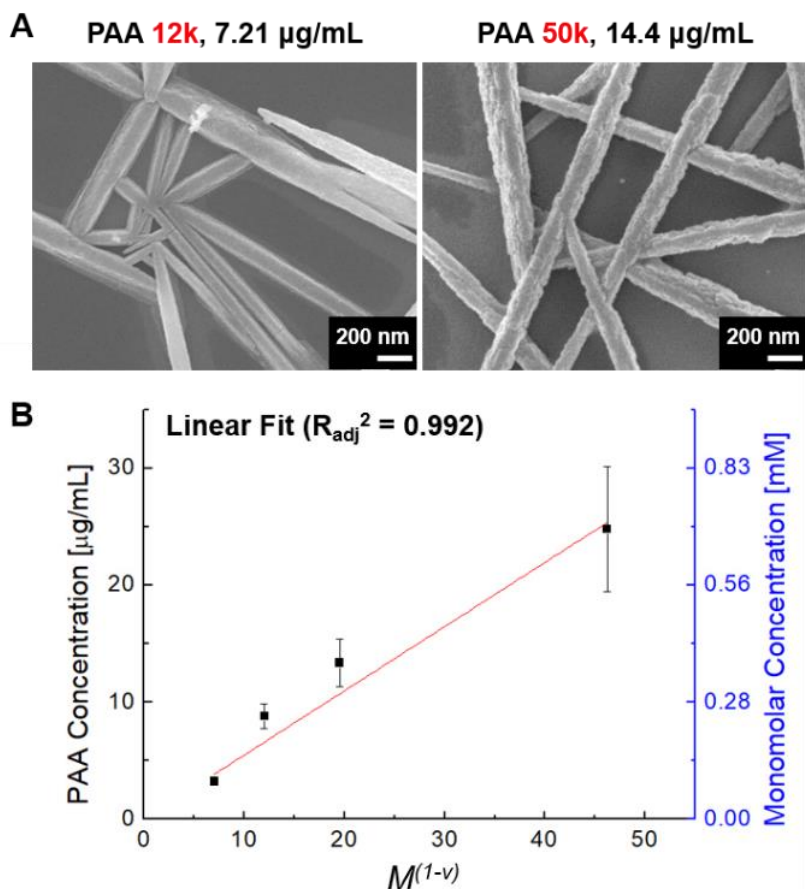 A
PAA 12k, 7.21 µg/mL
PAA 50k, 14.4 µg/mL
200 nm
200 nm
B
Linear Fit (Radj² = 0.992)
PAA Concentration [µg/mL]
30
20
10
0
0
10
20
30
40
50
M(1-ν)
0.83
0.56
0.28
0.00
Monomolar Concentration [mM]